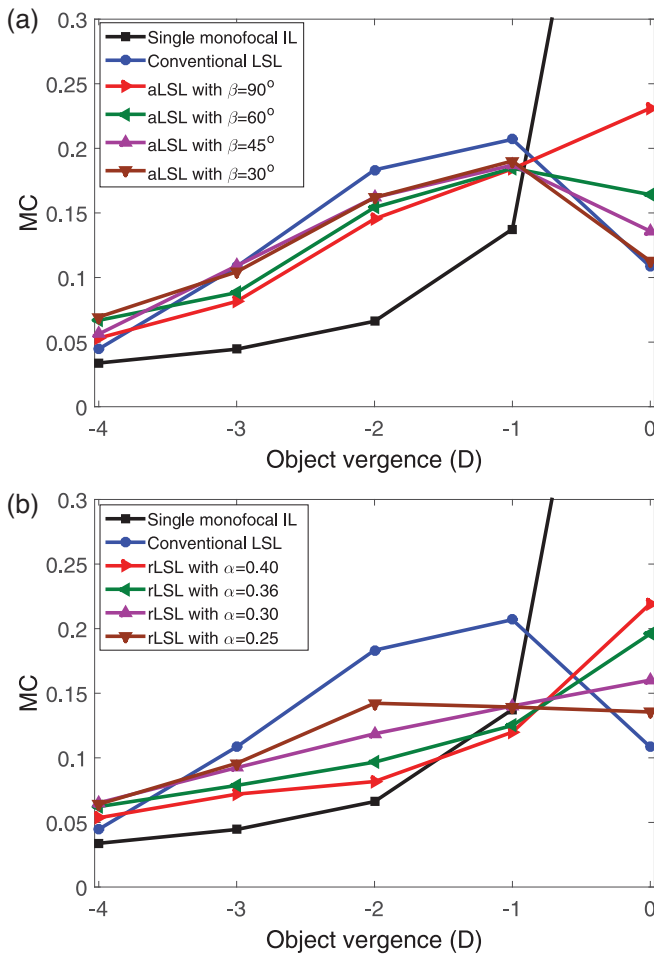 (a)
0.3
0.25
0.2
0.15
0.1
0.05
0
MC
Single monofocal IL
Conventional LSL
aLSL with β=90°
aLSL with β=60°
aLSL with β=45°
aLSL with β=30°
-4 -3 -2 -1 0
Object vergence (D)
(b)
0.3
0.25
0.2
0.15
0.1
0.05
0
MC
Single monofocal IL
Conventional LSL
rLSL with α=0.40
rLSL with α=0.36
rLSL with α=0.30
rLSL with α=0.25
-4 -3 -2 -1 0
Object vergence (D)